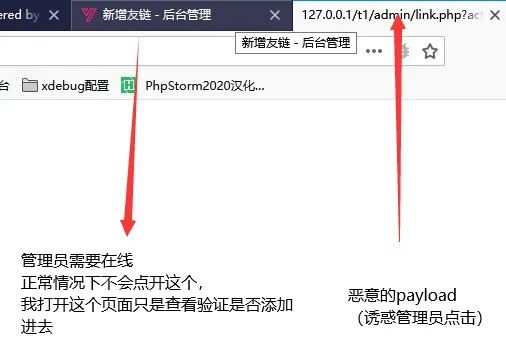 ered by
新增友链 - 后台管理
127.0.0.1/t1/admin/link.php?act
新增友链 - 后台管理
台
xdebug配置
PhpStorm2020汉化...
管理员需要在线
正常情况下不会点开这个，
我打开这个页面只是查看验证是否添加
进去
恶意的payload
（诱惑管理员点击）